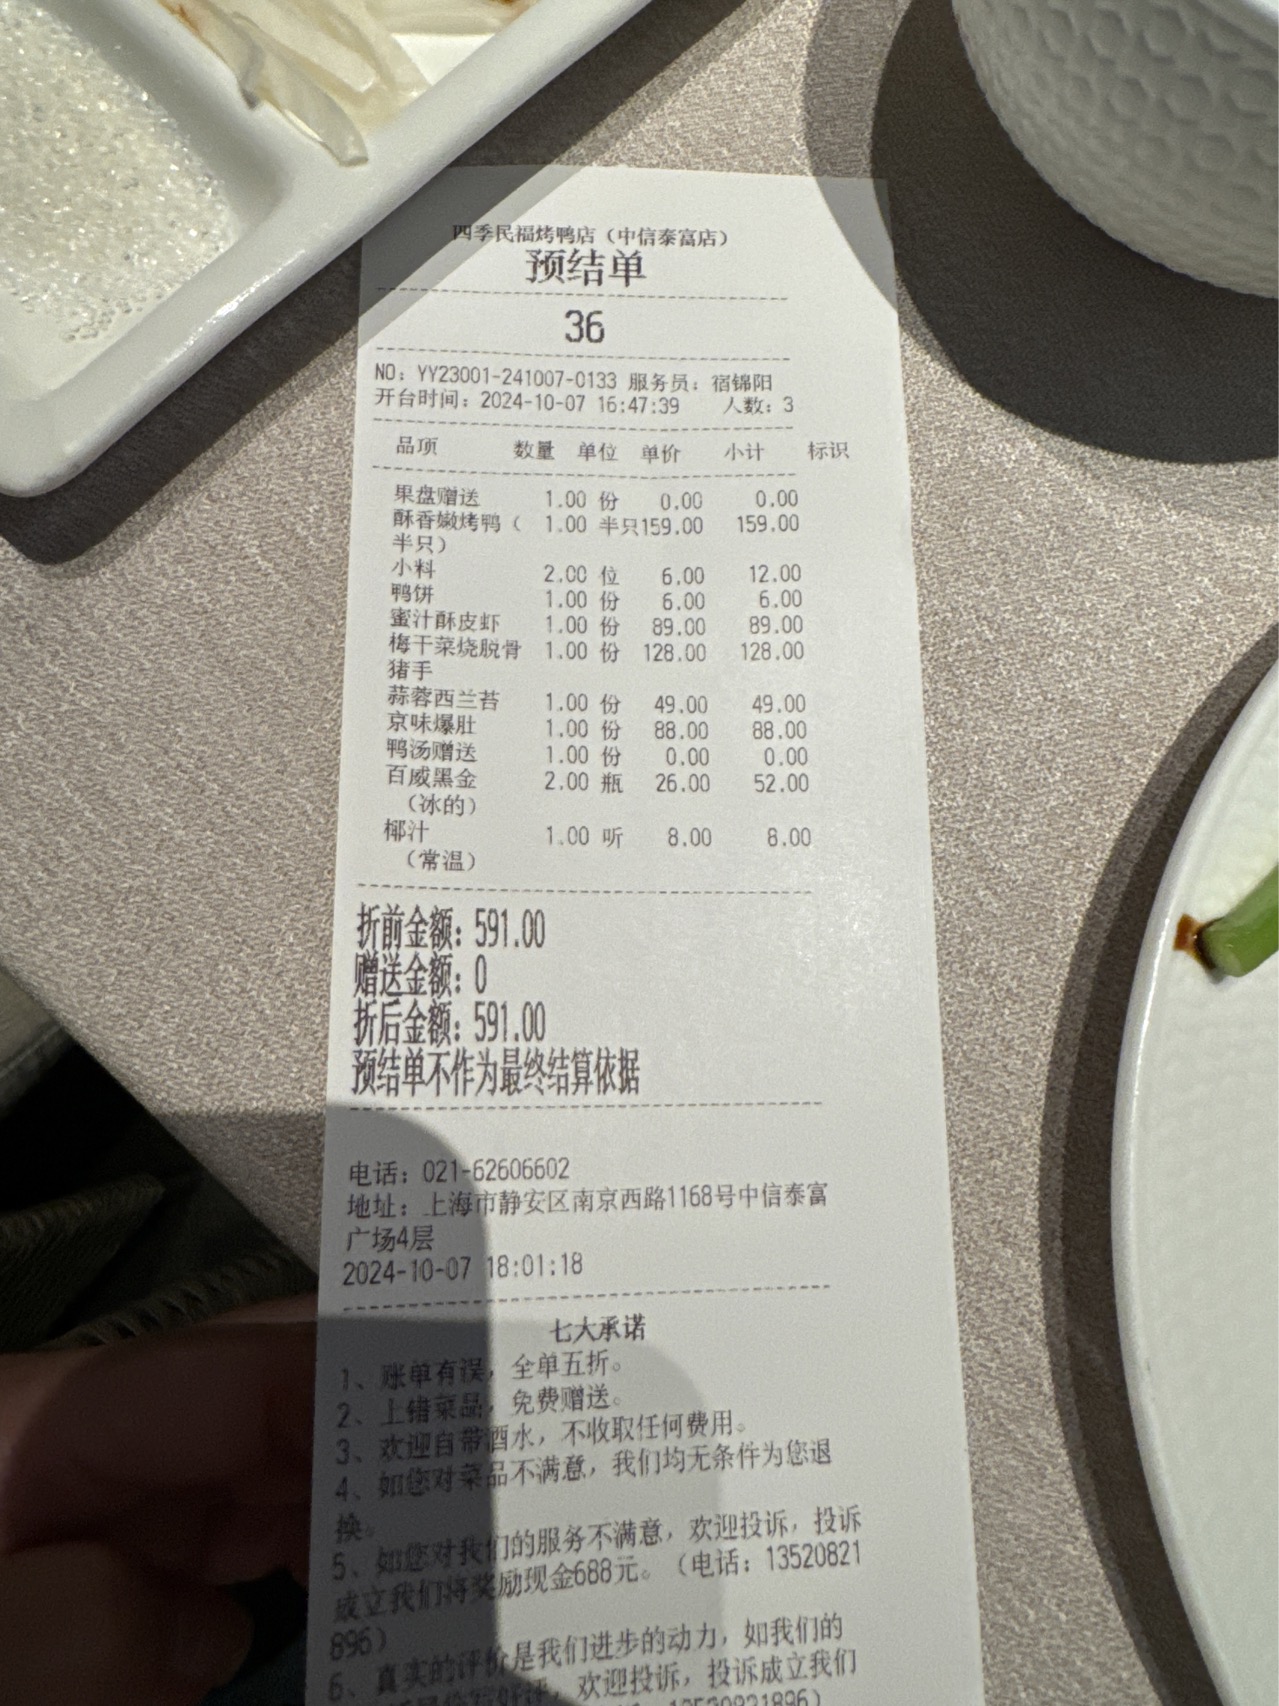 四季民福烤鸭店（中信泰富店）
预结单
36
NO：YY23001-241007-0133 服务员：宿锦阳
开台时间：2024-10-07 16:47:39 人数：3
品项 数量 单位 单价 小计 标识
果盘赠送 1.00 份 0.00 0.00
酥香嫩烤鸭（ 1.00 半只159.00 159.00
半只）
小料 2.00 位 6.00 12.00
鸭饼 1.00 份 6.00 6.00
蜜汁酥皮虾 1.00 份 89.00 89.00
梅干菜烧脱骨 1.00 份 128.00 128.00
猪手
蒜蓉西兰苔 1.00 份 49.00 49.00
京味爆肚 1.00 份 88.00 88.00
鸭汤赠送 1.00 份 0.00 0.00
百威黑金 2.00 瓶 26.00 52.00
（冰的）
椰汁 1.00 听 8.00 8.00
（常温）
折前金额：591.00
赠送金额：0
折后金额：591.00
预结单不作为最终结算依据
电话：021-62606602
地址：上海市静安区南京西路1168号中信泰富
广场4层
2024-10-07 18:01:18
七大承诺
1、账单有误，全单五折。
2、上错菜品，免费赠送。
3、欢迎自带酒水，不收取任何费用。
4、如您对菜品不满意，我们均无条件为您退
换。
5、如您对我们的服务不满意，欢迎投诉，投诉
成立我们将奖励现金688元。（电话：13520821
896）
6、真实的评价是我们进步的动力，如我们的
好评，欢迎投诉，投诉成立我们
13520821896）